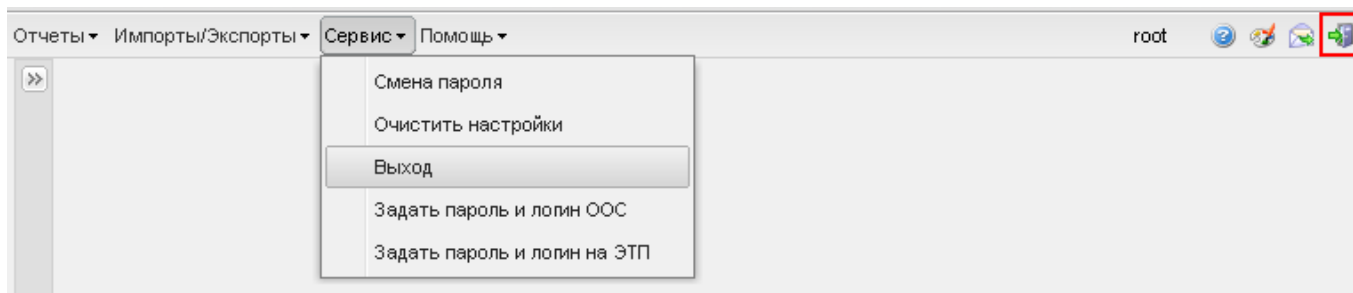 Отчеты Импорты/Экспорты Сервис Помощь root
Смена пароля
Очистить настройки
Выход
Задать пароль и логин ООС
Задать пароль и логин на ЭТП